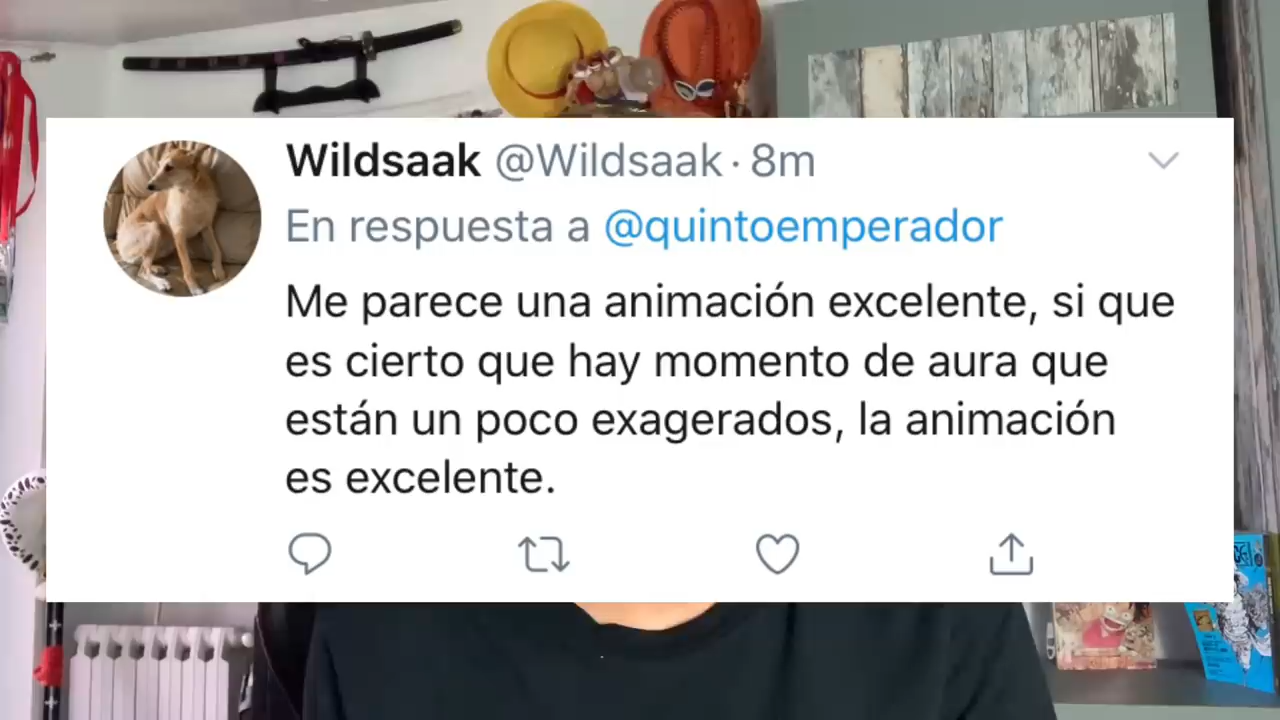 Wildsaak @Wildsaak · 8m
En respuesta a @quintoemperador
Me parece una animación excelente, si que
es cierto que hay momento de aura que
están un poco exagerados, la animación
es excelente.